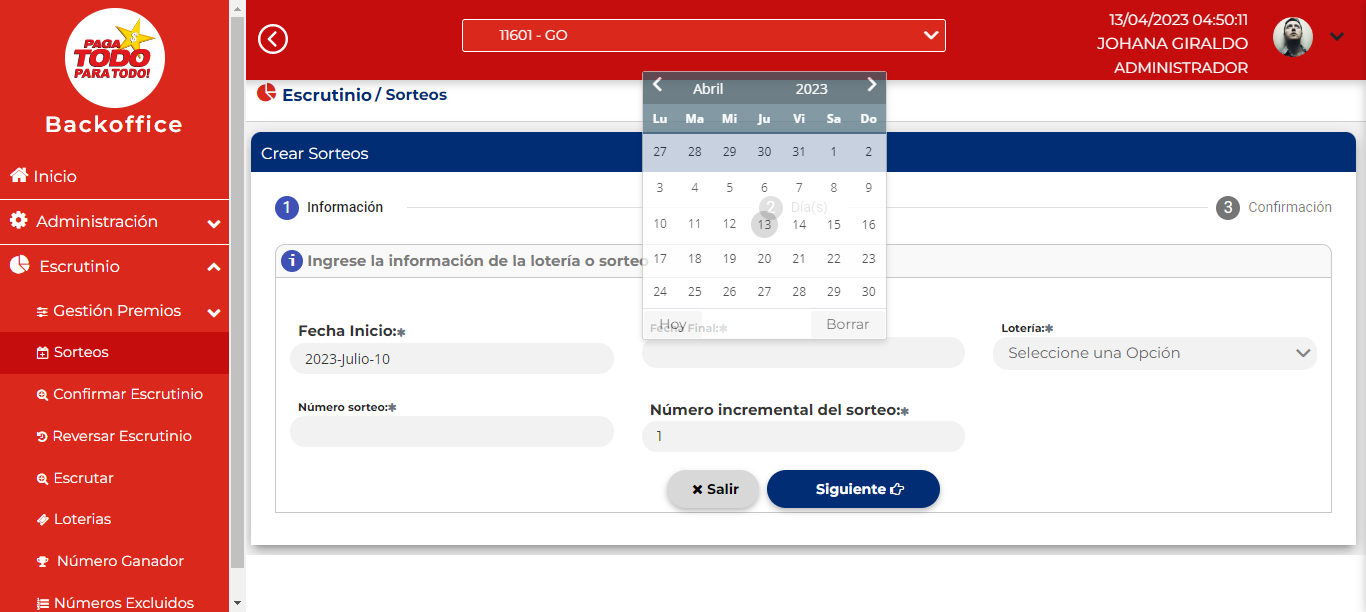 PAGA
TODO
PARA TODO!
Backoffice
Inicio
Administración
Escrutinio
Gestión Premios
Sorteos
Confirmar Escrutinio
Reversar Escrutinio
Escrutar
Loterias
Número Ganador
Números Excluidos
11601 - GO
13/04/2023 04:50:11
JOHANA GIRALDO
ADMINISTRADOR
Escrutinio / Sorteos
Crear Sorteos
1 Información
2 Día(s)
3 Confirmación
Ingrese la información de la lotería o sorteo
Abril 2023
Lu Ma Mi Ju Vi Sa Do
27 28 29 30 31 1 2
3 4 5 6 7 8 9
10 11 12 13 14 15 16
17 18 19 20 21 22 23
24 25 26 27 28 29 30
Hoy Borrar
Fecha Inicio:*
2023-Julio-10
Fecha Final:*
Lotería:*
Seleccione una Opción
Número sorteo:*
Número incremental del sorteo:*
1
Salir
Siguiente